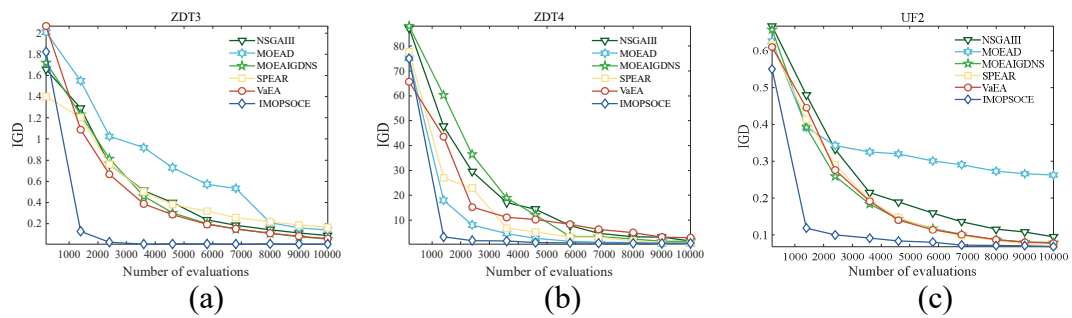 ZDT3
2
1.8
1.6
1.4
1.2
1
0.8
0.6
0.4
0.2
IGD
NSGAIII
MOEAD
MOEAIGDNS
SPEAR
VaEA
IMOPSOCE
1000 2000 3000 4000 5000 6000 7000 8000 9000 10000
Number of evaluations
(a)
ZDT4
80
70
60
50
40
30
20
10
IGD
NSGAIII
MOEAD
MOEAIGDNS
SPEAR
VaEA
IMOPSOCE
1000 2000 3000 4000 5000 6000 7000 8000 9000 10000
Number of evaluations
(b)
UF2
0.6
0.5
0.4
0.3
0.2
0.1
IGD
NSGAIII
MOEAD
MOEAIGDNS
SPEAR
VaEA
IMOPSOCE
1000 2000 3000 4000 5000 6000 7000 8000 9000 10000
Number of evaluations
(c)